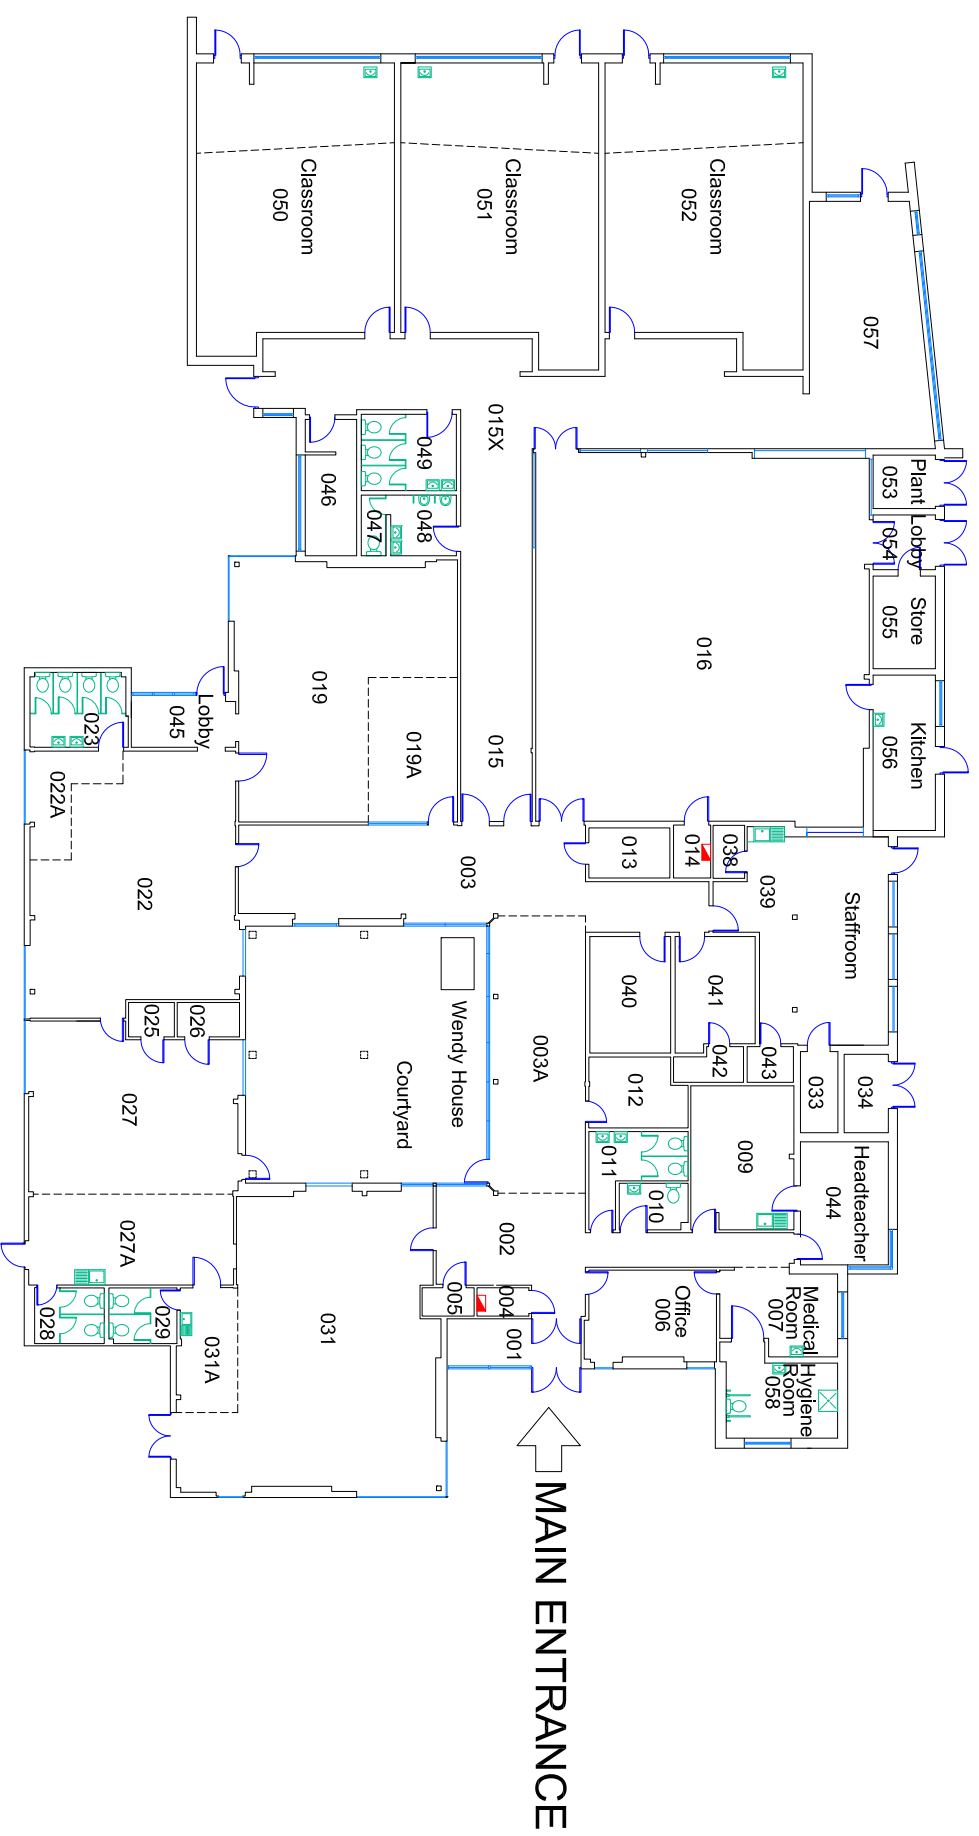 Classroom
050
Classroom
051
Classroom
052
057
015X
049
046
048
047
Plant
053
Lobby
054
Store
055
Kitchen
056
016
019
019A
015
Lobby
045
023
022A
022
003
013
014
038
039
Staffroom
040
041
042
043
033
034
025
026
027
027A
Wendy House
Courtyard
003A
012
011
010
009
Headteacher
044
002
005
004
001
Office
006
Medical
Room
007
Hygiene
Room
058
028
029
031A
031
MAIN ENTRANCE